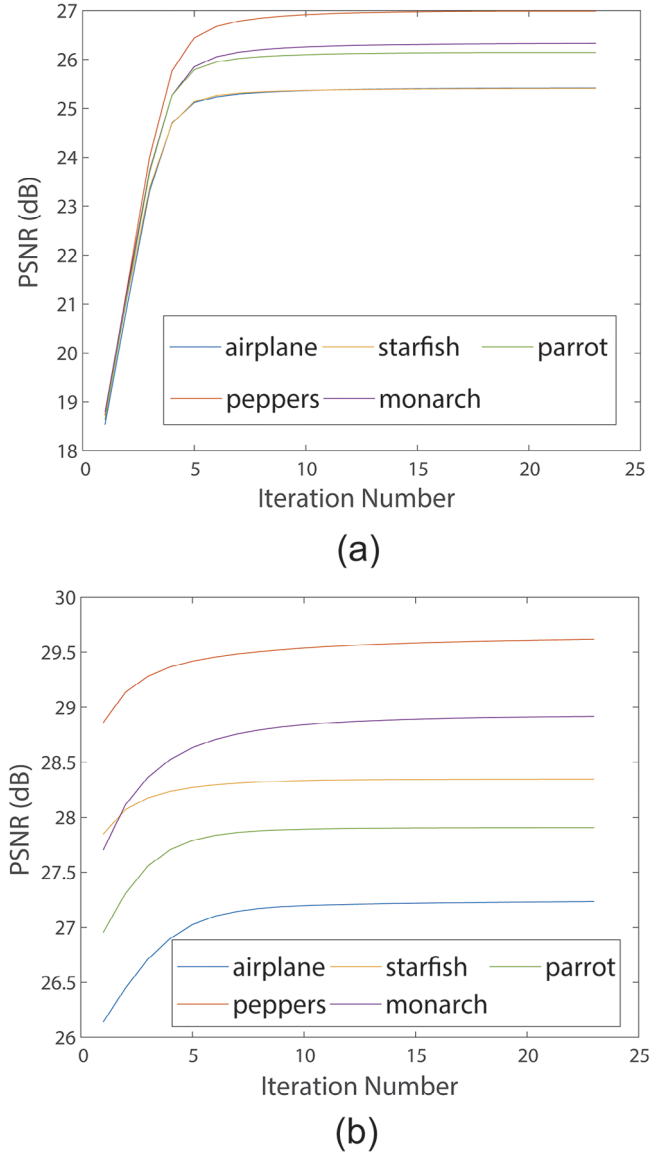 27
26
25
24
23
22
21
20
19
18
PSNR (dB)
airplane starfish parrot
peppers monarch
0 5 10 15 20 25
Iteration Number
(a)
30
29.5
29
28.5
28
27.5
27
26.5
26
PSNR (dB)
airplane starfish parrot
peppers monarch
0 5 10 15 20 25
Iteration Number
(b)